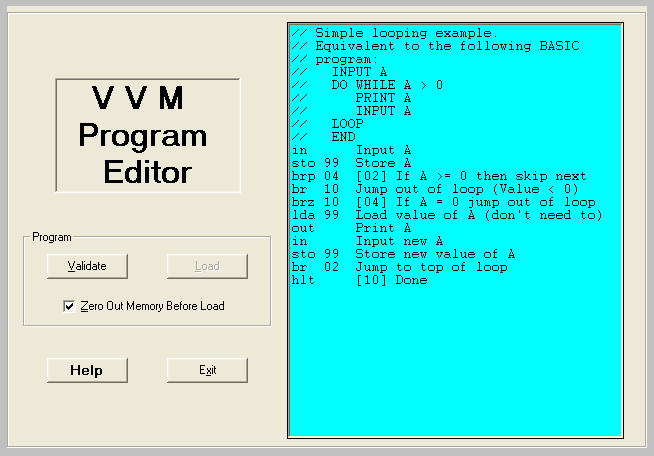 V V M
Program
Editor
Program
Validate
Load
Zero Out Memory Before Load
Help
Exit
// Simple looping example.
// Equivalent to the following BASIC
// program:
//   INPUT A
//   DO WHILE A > 0
//      PRINT A
//      INPUT A
//   LOOP
//   END
in      Input A
sto 99  Store A
brp 04  [02] If A >= 0 then skip next
br  10  Jump out of loop (Value < 0)
brz 10  [04] If A = 0 jump out of loop
lda 99  Load value of A (don't need to)
out     Print A
in      Input new A
sto 99  Store new value of A
br  02  Jump to top of loop
hlt     [10] Done